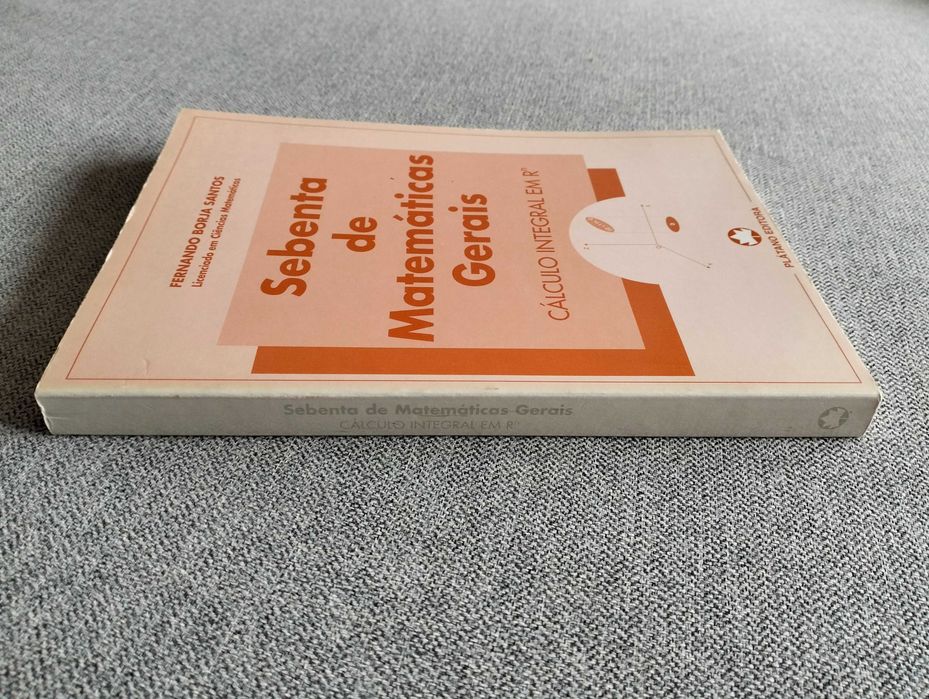 FERNANDO BORJA SANTOS
Licenciado em Ciências Matemáticas
Sebenta
de
Matemáticas
Gerais
CÁLCULO INTEGRAL EM Rⁿ
PLÁTANO EDITORA
Sebenta de Matemáticas Gerais
CÁLCULO INTEGRAL EM Rⁿ